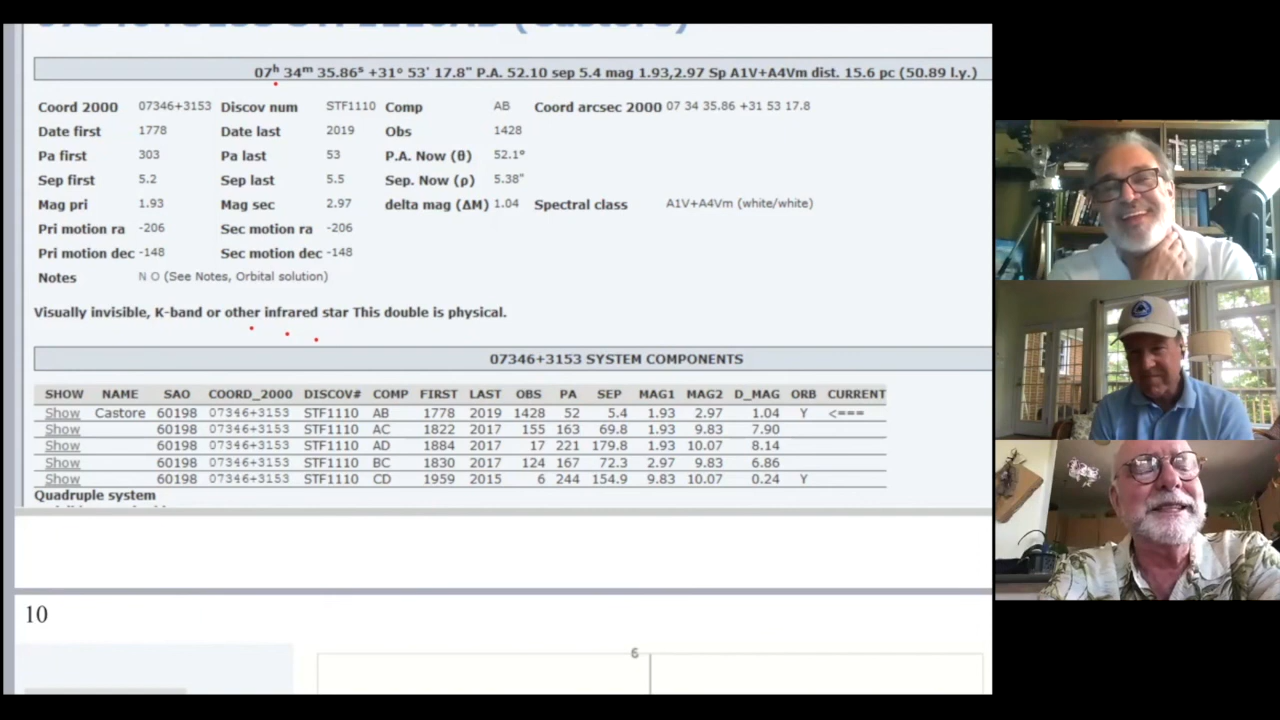 07ʰ 34ᵐ 35.86ˢ +31° 53' 17.8" P.A. 52.10 sep 5.4 mag 1.93,2.97 Sp A1V+A4Vm dist. 15.6 pc (50.89 l.y.)
Coord 2000 07346+3153 Discov num STF1110 Comp AB Coord arcsec 2000 07 34 35.86 +31 53 17.8
Date first 1778 Date last 2019 Obs 1428
Pa first 303 Pa last 53 P.A. Now (θ) 52.1°
Sep first 5.2 Sep last 5.5 Sep. Now (ρ) 5.38"
Mag pri 1.93 Mag sec 2.97 delta mag (ΔM) 1.04 Spectral class A1V+A4Vm (white/white)
Pri motion ra -206 Sec motion ra -206
Pri motion dec -148 Sec motion dec -148
Notes N O (See Notes, Orbital solution)
Visually invisible, K-band or other infrared star This double is physical.
07346+3153 SYSTEM COMPONENTS
SHOW NAME SAO COORD_2000 DISCOV# COMP FIRST LAST OBS PA SEP MAG1 MAG2 D_MAG ORB CURRENT
Show Castore 60198 07346+3153 STF1110 AB 1778 2019 1428 52 5.4 1.93 2.97 1.04 Y <===
Show 60198 07346+3153 STF1110 AC 1822 2017 155 163 69.8 1.93 9.83 7.90
Show 60198 07346+3153 STF1110 AD 1884 2017 17 221 179.8 1.93 10.07 8.14
Show 60198 07346+3153 STF1110 BC 1830 2017 124 167 72.3 2.97 9.83 6.86
Show 60198 07346+3153 STF1110 CD 1959 2015 6 244 154.9 9.83 10.07 0.24 Y
Quadruple system
10
6